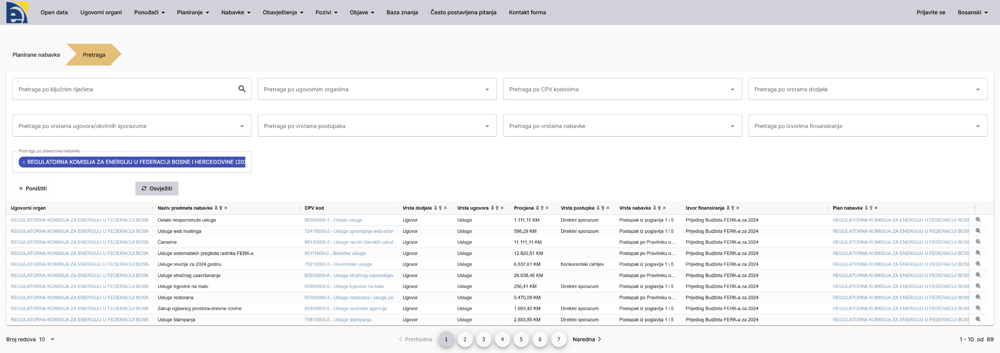 Open data Ugovorni organi Ponuđači Planiranje Nabavke Obavještenja Pozivi Objave Baza znanja Često postavljena pitanja Kontakt forma Prijavite se Bosanski
Planirane nabavke Pretraga
Pretraga po ključnim riječima Pretraga po ugovornim organima Pretraga po CPV kodovima Pretraga po vrstama dodjele
Pretraga po vrstama ugovora/okvirnih sporazuma Pretraga po vrstama postupaka Pretraga po vrstama nabavke Pretraga po izvorima finsansiranja
Pretraga po planovima nabavke
× REGULATORNA KOMISIJA ZA ENERGIJU U FEDERACIJI BOSNE I HERCEGOVINE (202
× Poništiti Osvježiti
Ugovorni organ Naziv predmeta nabavke ⇩ ⇧ × CPV kod Vrsta dodjele ⇩ ⇧ × Vrsta ugovora ⇩ ⇧ × Procjena ⇩ ⇧ × Vrsta postupka ⇩ ⇧ × Vrsta nabavke ⇩ ⇧ × Izvor finansiranja ⇩ ⇧ × Plan nabavke ⇩ ⇧ ×
REGULATORNA KOMISIJA ZA ENERGIJU U FEDERACIJI BOSN Ostale nespomenute usluge 98390000-3 - Ostale usluge Ugovor Usluge 1.111,11 KM Direktni sporazum Postupak iz poglavlja 1 i 5 Prijedlog Budžeta FERK-a za 2024 REGULATORNA KOMISIJA ZA ENERGIJU U FEDERACIJI BOSI
REGULATORNA KOMISIJA ZA ENERGIJU U FEDERACIJI BOSN Usluga web hostinga 72415000-2 - Usluge upravljanja web-stran Ugovor Usluge 598,29 KM Direktni sporazum Postupak iz poglavlja 1 i 5 Prijedlog Budžeta FERK-a za 2024 REGULATORNA KOMISIJA ZA ENERGIJU U FEDERACIJI BOSI
REGULATORNA KOMISIJA ZA ENERGIJU U FEDERACIJI BOSN Čanarine 98130000-3 - Usluge raznih članskih udruž Ugovor Usluge 11.111,11 KM Postupak po Pravilniku o... Prijedlog Budžeta FERK-a za 2024 REGULATORNA KOMISIJA ZA ENERGIJU U FEDERACIJI BOSI
REGULATORNA KOMISIJA ZA ENERGIJU U FEDERACIJI BOSN Usluge sistematskih pregleda radnika FERK-a 85111000-0 - Bolničke usluge Ugovor Usluge 12.820,51 KM Postupak po Pravilniku o... Prijedlog Budžeta FERK-a za 2024 REGULATORNA KOMISIJA ZA ENERGIJU U FEDERACIJI BOSI
REGULATORNA KOMISIJA ZA ENERGIJU U FEDERACIJI BOSN Usluge revizije za 2024.godinu 79212000-3 - Revizorske usluge Ugovor Usluge 6.837,61 KM Konkurentski zahtjev Postupak iz poglavlja 1 i 5 Prijedlog Budžeta FERK-a za 2024 REGULATORNA KOMISIJA ZA ENERGIJU U FEDERACIJI BOSI
REGULATORNA KOMISIJA ZA ENERGIJU U FEDERACIJI BOSN Usluge stručnog usavršavanja 80530000-8 - Usluge stručnog osposobljav Ugovor Usluge 26.538,46 KM Postupak po Pravilniku o... Prijedlog Budžeta FERK-a za 2024 REGULATORNA KOMISIJA ZA ENERGIJU U FEDERACIJI BOSI
REGULATORNA KOMISIJA ZA ENERGIJU U FEDERACIJI BOSN Usluge trgovine na malo 55900000-9 - Usluge trgovine na malo Ugovor Usluge 256,41 KM Direktni sporazum Postupak iz poglavlja 1 i 5 Prijedlog Budžeta FERK-a za 2024 REGULATORNA KOMISIJA ZA ENERGIJU U FEDERACIJI BOSI
REGULATORNA KOMISIJA ZA ENERGIJU U FEDERACIJI BOSN Usluge restorana 55300000-3 - Usluge restorana i usluge po Ugovor Usluge 5.470,09 KM Postupak po Pravilniku o... Prijedlog Budžeta FERK-a za 2024 REGULATORNA KOMISIJA ZA ENERGIJU U FEDERACIJI BOSI
REGULATORNA KOMISIJA ZA ENERGIJU U FEDERACIJI BOSN Zakup oglasnog prostora-dnevne novine 92400000-5 - Usluge novinske agencije Ugovor Usluge 1.603,42 KM Direktni sporazum Postupak iz poglavlja 1 i 5 Prijedlog Budžeta FERK-a za 2024 REGULATORNA KOMISIJA ZA ENERGIJU U FEDERACIJI BOSI
REGULATORNA KOMISIJA ZA ENERGIJU U FEDERACIJI BOSN Usluge štampanja 79810000-5 - Usluge štampanja Ugovor Usluge 2.653,85 KM Direktni sporazum Postupak iz poglavlja 1 i 5 Prijedlog Budžeta FERK-a za 2024 REGULATORNA KOMISIJA ZA ENERGIJU U FEDERACIJI BOSI
Broj redova 10 Prethodna 1 2 3 4 5 6 7 Naredna 1 - 10 od 69